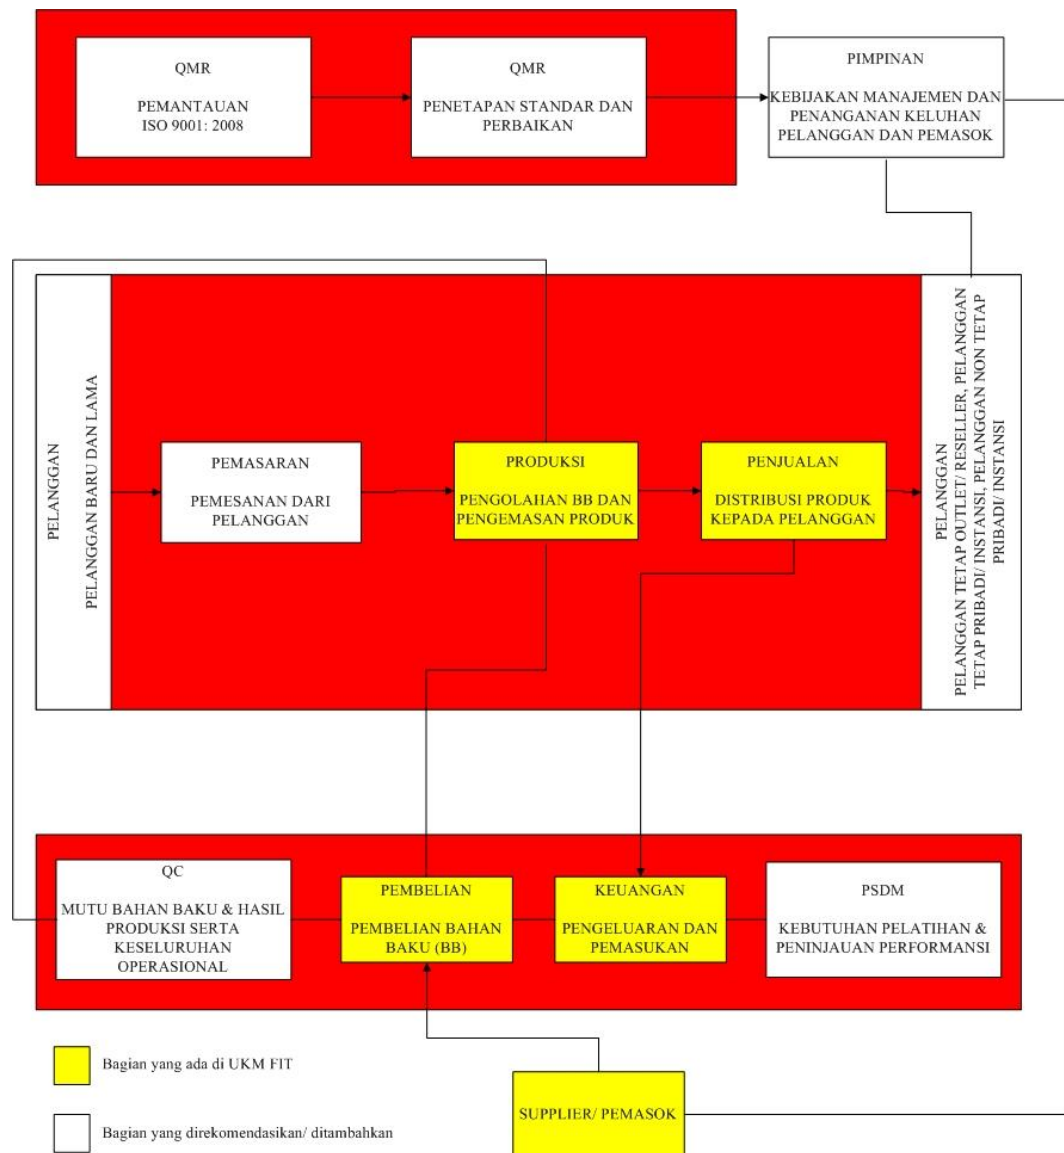 QMR
PEMANTAUAN
ISO 9001: 2008
QMR
PENETAPAN STANDAR DAN
PERBAIKAN
PIMPINAN
KEBIJAKAN MANAJEMEN DAN
PENANGANAN KELUHAN
PELANGGAN DAN PEMASOK
PELANGGAN
PELANGGAN BARU DAN LAMA
PEMASARAN
PEMESANAN DARI
PELANGGAN
PRODUKSI
PENGOLAHAN BB DAN
PENGEMASAN PRODUK
PENJUALAN
DISTRIBUSI PRODUK
KEPADA PELANGGAN
PELANGGAN
PELANGGAN TETAP OUTLET/ RESELLER, PELANGGAN
TETAP PRIBADI/ INSTANSI, PELANGGAN NON TETAP
PRIBADI/ INSTANSI
QC
MUTU BAHAN BAKU & HASIL
PRODUKSI SERTA
KESELURUHAN
OPERASIONAL
PEMBELIAN
PEMBELIAN BAHAN
BAKU (BB)
KEUANGAN
PENGELUARAN DAN
PEMASUKAN
PSDM
KEBUTUHAN PELATIHAN &
PENINJAUAN PERFORMANSI
Bagian yang ada di UKM FIT
SUPPLIER/ PEMASOK
Bagian yang direkomendasikan/ ditambahkan